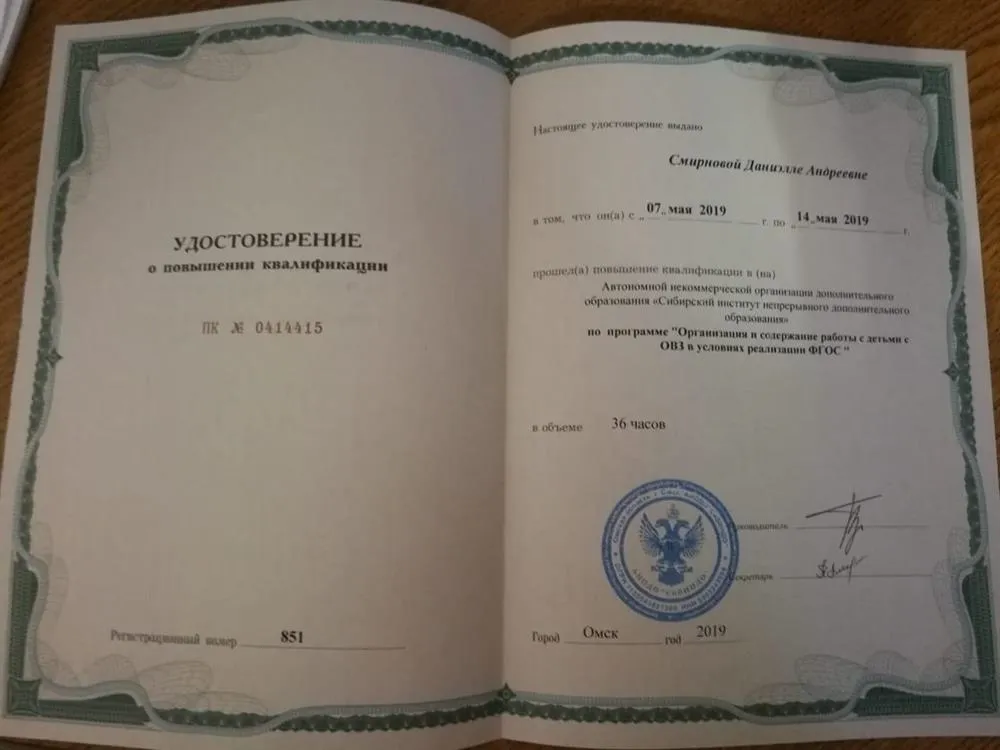 УДОСТОВЕРЕНИЕ
о повышении квалификации
ПК № 0414415
Регистрационный номер 851
Настоящее удостоверение выдано
Смирновой Даниэлле Андреевне
в том, что он(а) с „07„ мая 2019 г. по „14„ мая 2019 г.
прошел(а) повышение квалификации в (на)
Автономной некоммерческой организации дополнительного
образования «Сибирский институт непрерывного дополнительного
образования»
по программе "Организация и содержание работы с детьми с
ОВЗ в условиях реализации ФГОС "
в объеме 36 часов
Руководитель
Секретарь
Город Омск год 2019